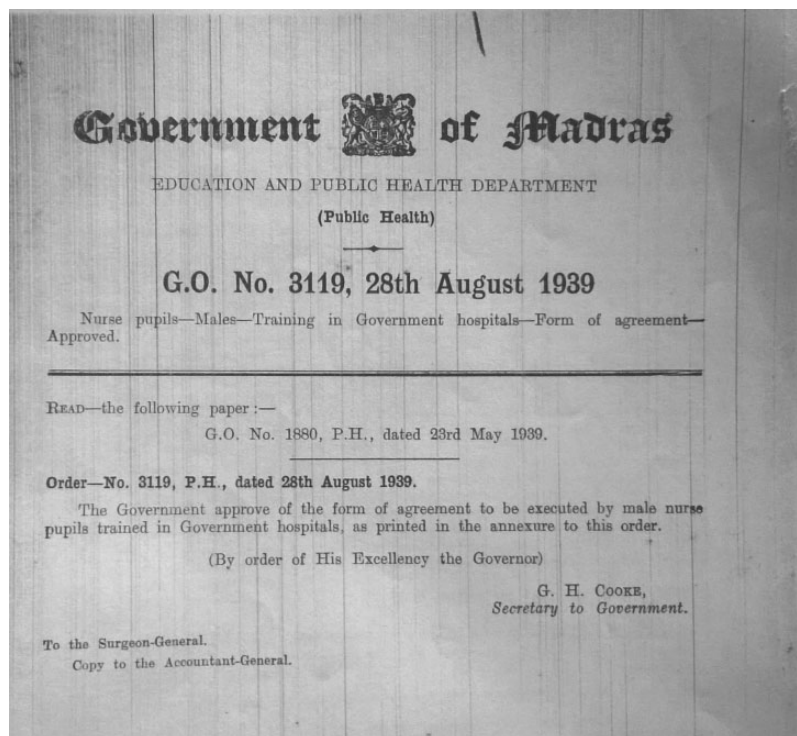 Government of Madras
EDUCATION AND PUBLIC HEALTH DEPARTMENT
(Public Health)
G.O. No. 3119, 28th August 1939
Nurse pupils—Males—Training in Government hospitals—Form of agreement—
Approved.
READ—the following paper :—
G.O. No. 1880, P.H., dated 23rd May 1939.
Order—No. 3119, P.H., dated 28th August 1939.
The Government approve of the form of agreement to be executed by male nurse
pupils trained in Government hospitals, as printed in the annexure to this order.
(By order of His Excellency the Governor)
G. H. COOKE,
Secretary to Government.
To the Surgeon-General.
Copy to the Accountant-General.